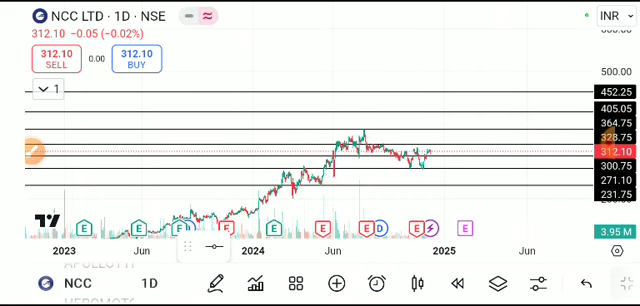 NCC LTD · 1D · NSE
INR
312.10 −0.05 (−0.02%)
312.10 SELL
0.00
312.10 BUY
1
500.00
452.25
405.05
364.75
328.75
312.10
300.75
271.10
231.75
3.95 M
E E E D E E E E D E E
2023 Jun 2024 Jun 2025 Jun
NCC 1D